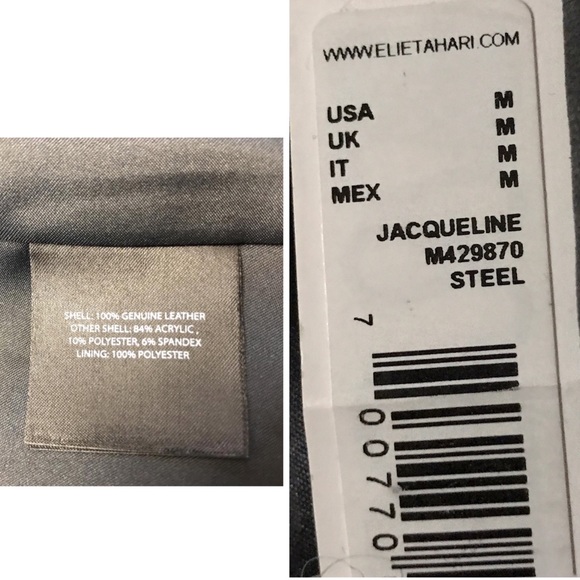 SHELL: 100% GENUINE LEATHER
OTHER SHELL: 84% ACRYLIC ,
10% POLYESTER, 6% SPANDEX
LINING: 100% POLYESTER
WWW.ELIETAHARI.COM
USA M
UK M
IT M
MEX M
JACQUELINE
M429870
STEEL
7 00770